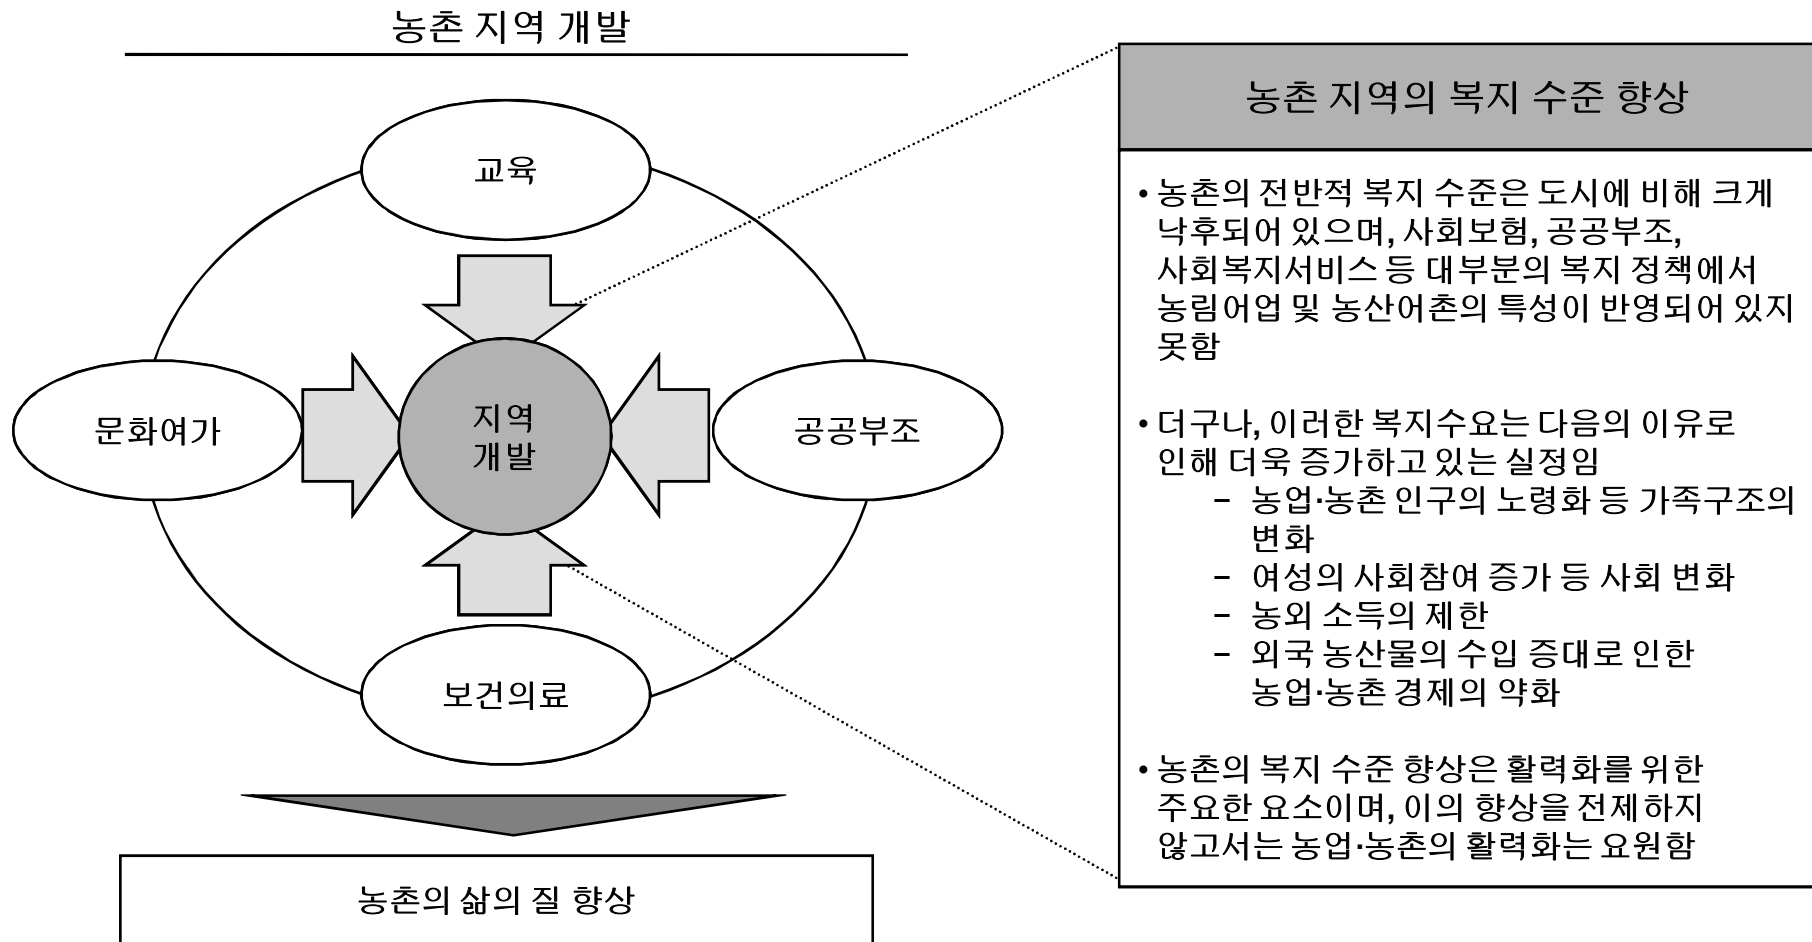 농촌 지역 개발
교육
문화여가
지역
개발
공공부조
보건의료
농촌의 삶의 질 향상
농촌 지역의 복지 수준 향상
• 농촌의 전반적 복지 수준은 도시에 비해 크게
낙후되어 있으며, 사회보험, 공공부조,
사회복지서비스 등 대부분의 복지 정책에서
농림어업 및 농산어촌의 특성이 반영되어 있지
못함
• 더구나, 이러한 복지수요는 다음의 이유로
인해 더욱 증가하고 있는 실정임
– 농업·농촌 인구의 노령화 등 가족구조의
변화
– 여성의 사회참여 증가 등 사회 변화
– 농외 소득의 제한
– 외국 농산물의 수입 증대로 인한
농업·농촌 경제의 약화
• 농촌의 복지 수준 향상은 활력화를 위한
주요한 요소이며, 이의 향상을 전제하지
않고서는 농업·농촌의 활력화는 요원함